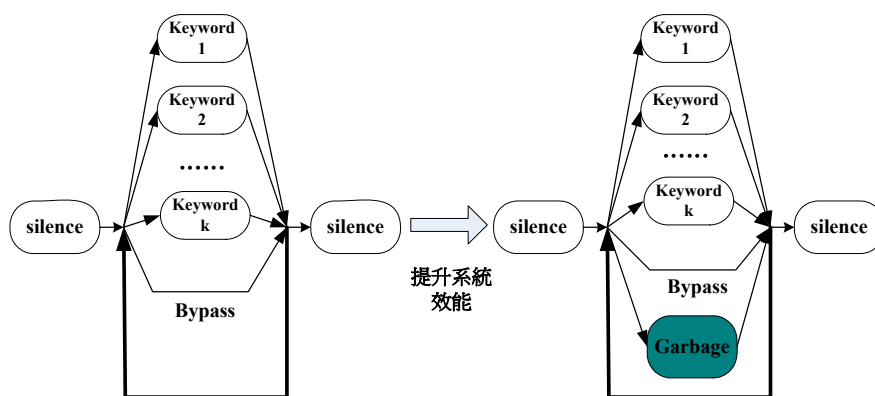 Keyword
1
Keyword
2
......
Keyword
k
silence
silence
Bypass
提升系統
效能
Keyword
1
Keyword
2
......
Keyword
k
silence
silence
Bypass
Garbage